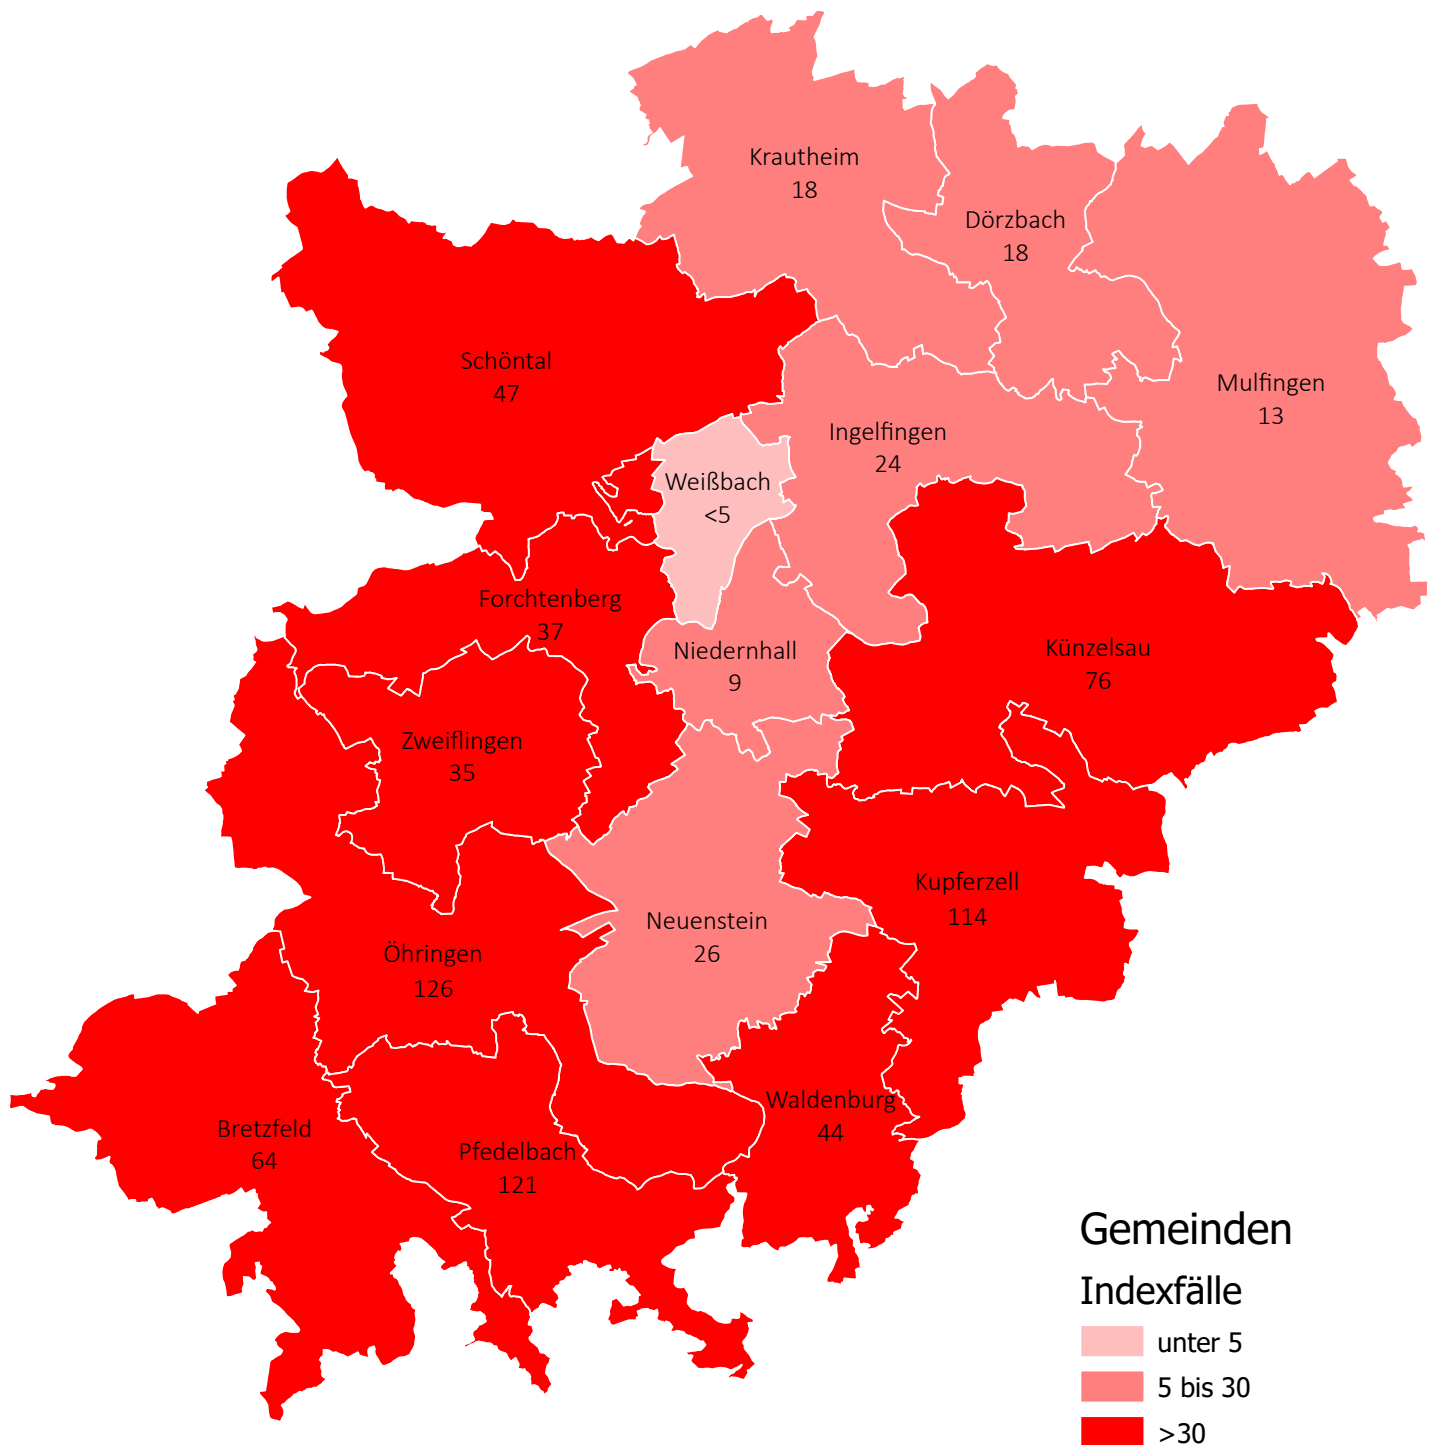 Krautheim
18
Dörzbach
18
Schöntal
47
Mulfingen
13
Ingelfingen
24
Weißbach
<5
Forchtenberg
37
Niedernhall
9
Künzelsau
76
Zweiflingen
35
Kupferzell
114
Neuenstein
26
Öhringen
126
Waldenburg
44
Bretzfeld
64
Pfedelbach
121
Gemeinden
Indexfälle
unter 5
5 bis 30
>30